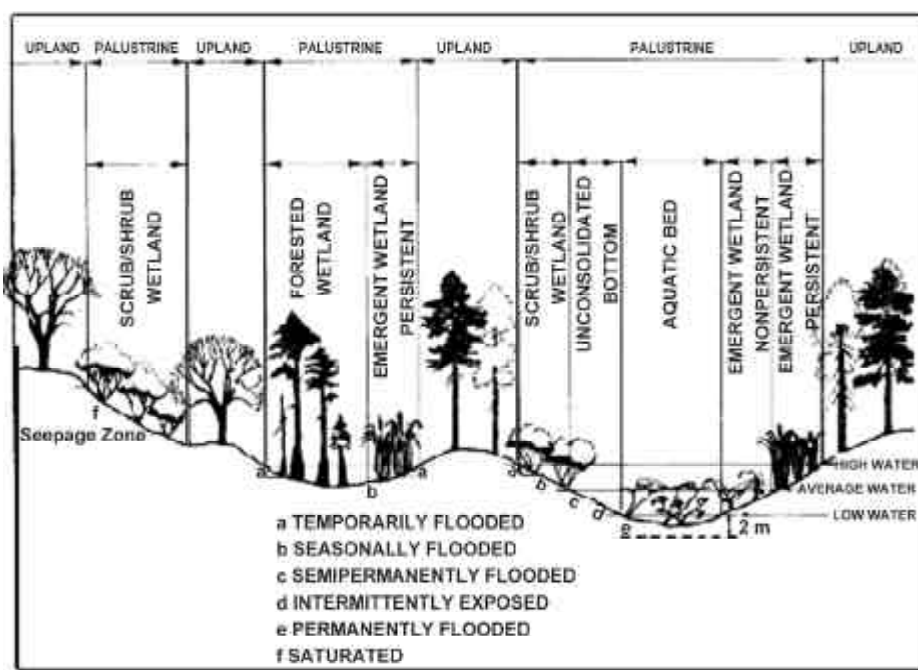 UPLAND PALUSTRINE UPLAND PALUSTRINE UPLAND PALUSTRINE UPLAND
SCRUB/SHRUB
WETLAND
FORESTED
WETLAND
EMERGENT WETLAND
PERSISTENT
SCRUB/SHRUB
WETLAND
UNCONSOLIDATED
BOTTOM
AQUATIC BED
EMERGENT WETLAND
NONPERSISTENT
EMERGENT WETLAND
PERSISTENT
f
Seepage Zone
a
b
a
a
b
c
d
e
HIGH WATER
AVERAGE WATER
LOW WATER
2 m
a TEMPORARILY FLOODED
b SEASONALLY FLOODED
c SEMIPERMANENTLY FLOODED
d INTERMITTENTLY EXPOSED
e PERMANENTLY FLOODED
f SATURATED